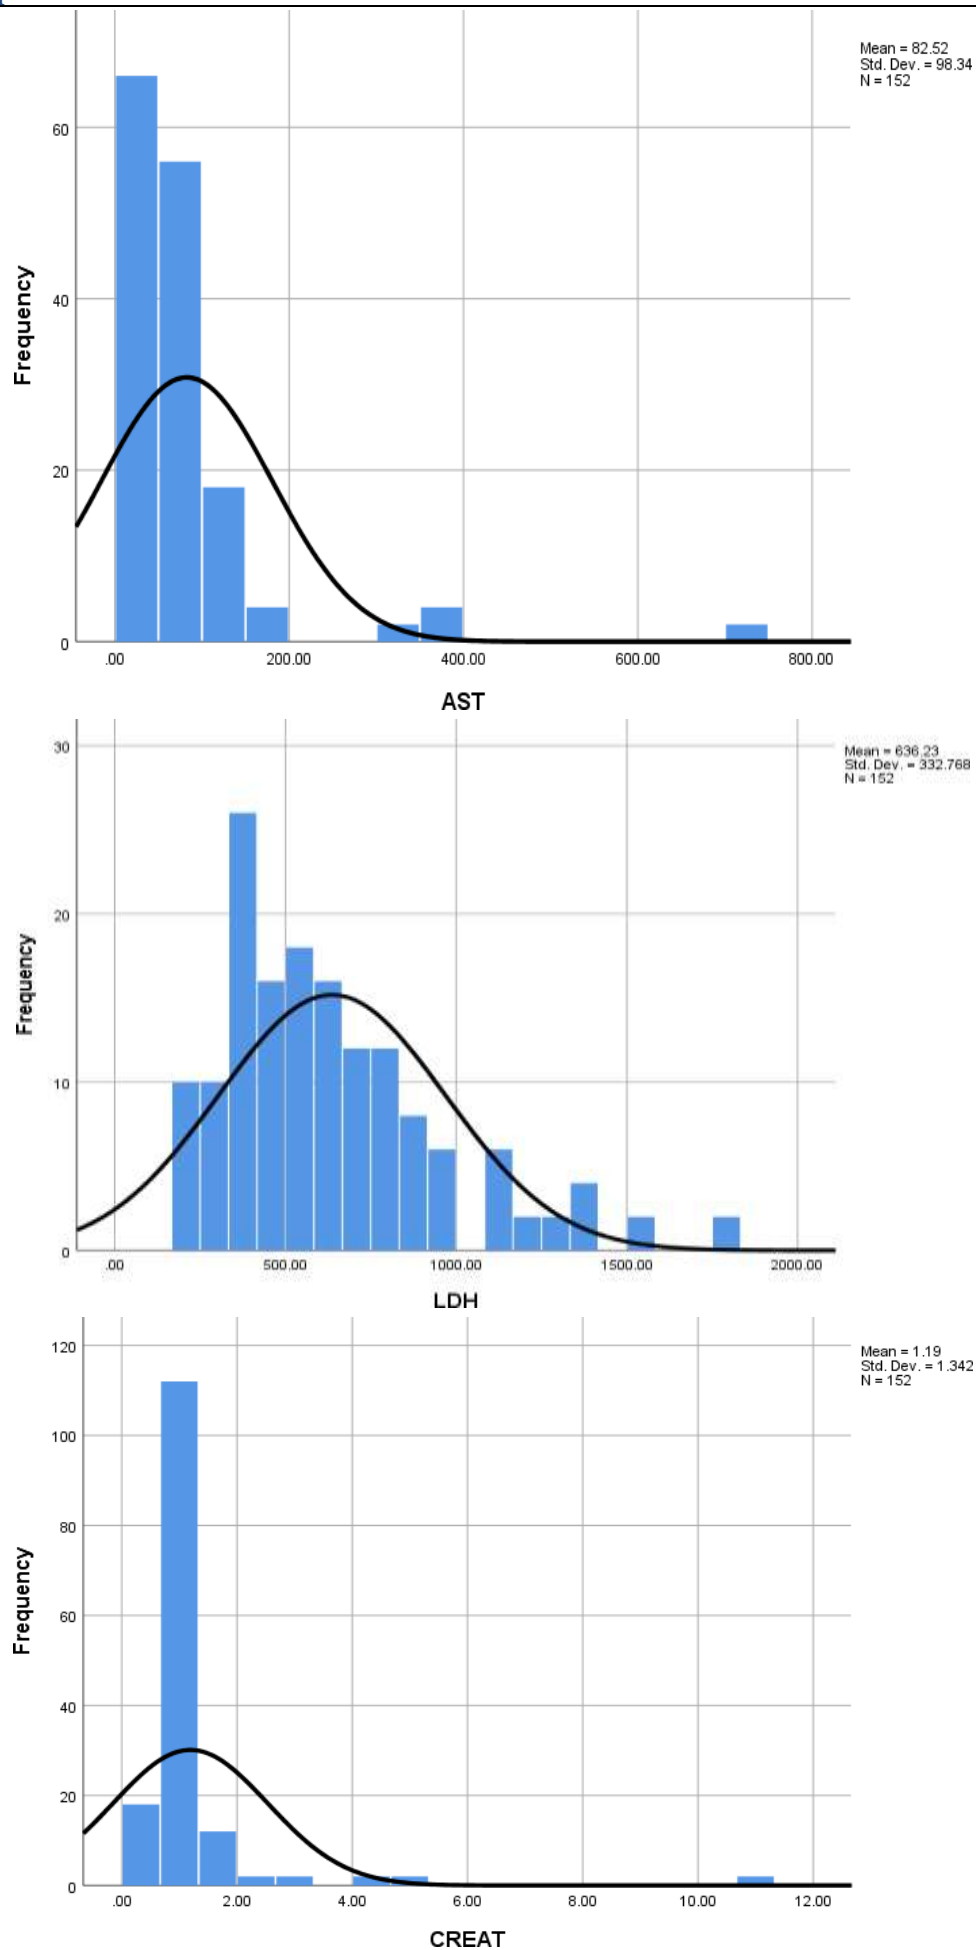 Mean = 82.52
Std. Dev. = 98.34
N = 152
60
40
20
0
Frequency
.00 200.00 400.00 600.00 800.00
AST
Mean = 636.23
Std. Dev. = 332.768
N = 152
30
20
10
0
Frequency
.00 500.00 1000.00 1500.00 2000.00
LDH
Mean = 1.19
Std. Dev. = 1.342
N = 152
120
100
80
60
40
20
0
Frequency
.00 2.00 4.00 6.00 8.00 10.00 12.00
CREAT